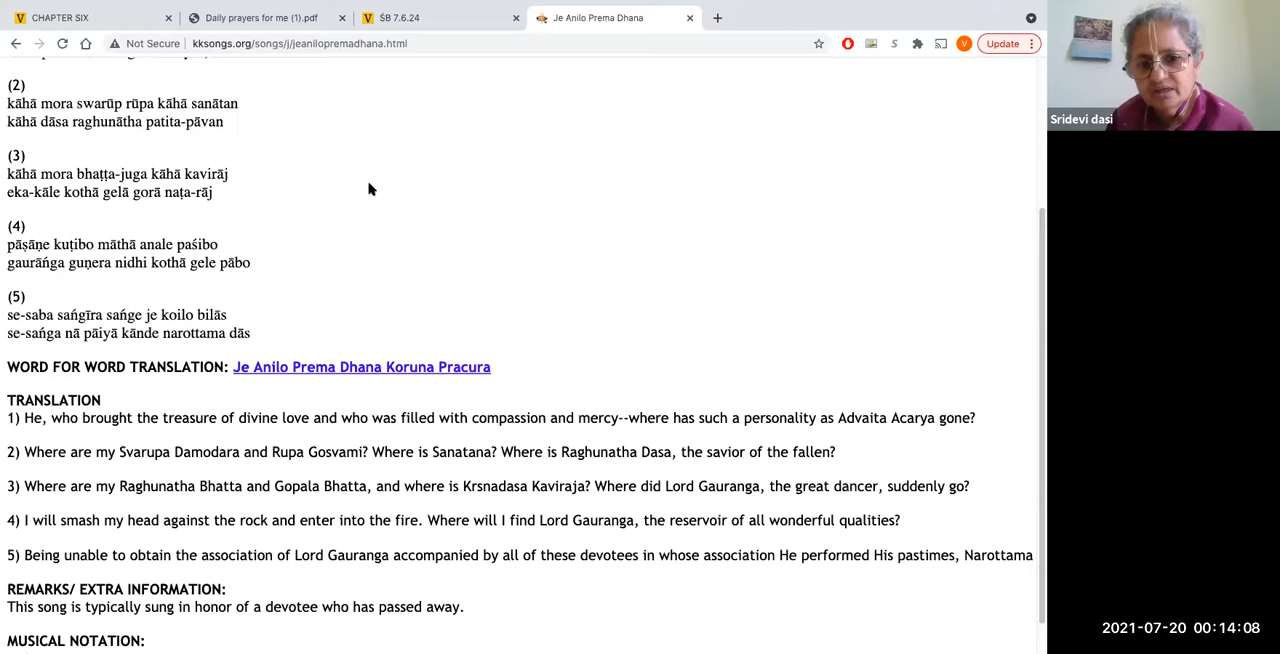 CHAPTER SIX
Daily prayers for me (1).pdf
ŚB 7.6.24
Je Anilo Prema Dhana
Not Secure
kksongs.org/songs/j/jeanilopremadhana.html
Update
(2)
kāhā mora swarūp rūpa kāhā sanātan
kāhā dāsa raghunātha patita-pāvan
(3)
kāhā mora bhaṭṭa-juga kāhā kavirāj
eka-kāle kothā gelā gorā naṭa-rāj
(4)
pāṣāṇe kuṭibo māthā anale paśibo
gaurāńga guṇera nidhi kothā gele pābo
(5)
se-saba sańgīra sańge je koilo bilās
se-sańga nā pāiyā kānde narottama dās
WORD FOR WORD TRANSLATION: Je Anilo Prema Dhana Koruna Pracura
TRANSLATION
1) He, who brought the treasure of divine love and who was filled with compassion and mercy--where has such a personality as Advaita Acarya gone?
2) Where are my Svarupa Damodara and Rupa Gosvami? Where is Sanatana? Where is Raghunatha Dasa, the savior of the fallen?
3) Where are my Raghunatha Bhatta and Gopala Bhatta, and where is Krsnadasa Kaviraja? Where did Lord Gauranga, the great dancer, suddenly go?
4) I will smash my head against the rock and enter into the fire. Where will I find Lord Gauranga, the reservoir of all wonderful qualities?
5) Being unable to obtain the association of Lord Gauranga accompanied by all of these devotees in whose association He performed His pastimes, Narottama
REMARKS/ EXTRA INFORMATION:
This song is typically sung in honor of a devotee who has passed away.
MUSICAL NOTATION:
Sridevi dasi
2021-07-20 00:14:08